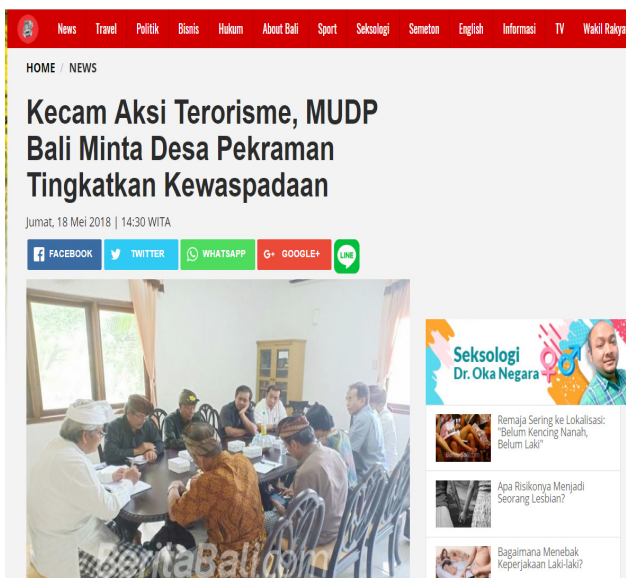 News Travel Politik Bisnis Hukum About Bali Sport Seksologi Semeton English Informasi TV Wakil Rakya
HOME / NEWS
Kecam Aksi Terorisme, MUDP
Bali Minta Desa Pekraman
Tingkatkan Kewaspadaan
Jumat, 18 Mei 2018 | 14:30 WITA
FACEBOOK TWITTER WHATSAPP G+ GOOGLE+ LINE
BeritaBali.com
Seksologi
Dr. Oka Negara
Remaja Sering ke Lokalisasi:
"Belum Kencing Nanah,
Belum Laki"
BeritaBali.com
Apa Risikonya Menjadi
Seorang Lesbian?
Bagaimana Menebak
Keperjakaan Laki-laki?